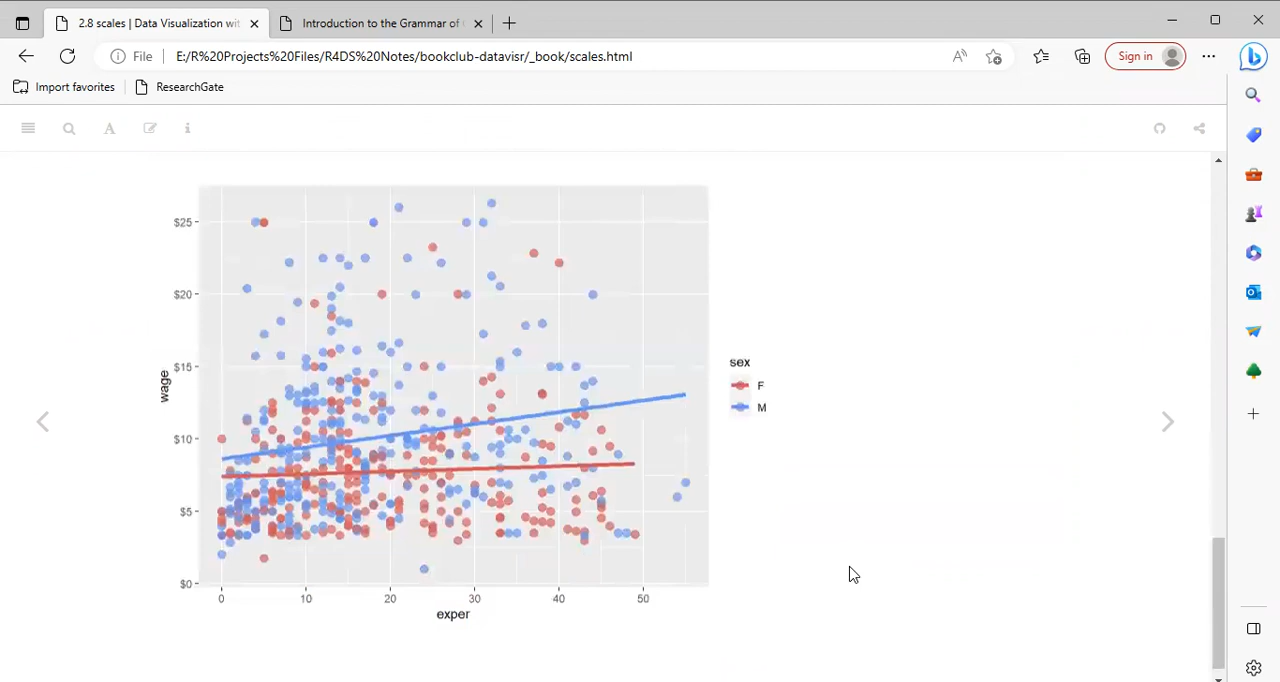 2.8 scales | Data Visualization wit
Introduction to the Grammar of
File
E:/R%20Projects%20Files/R4DS%20Notes/bookclub-datavisr/_book/scales.html
Sign in
Import favorites
ResearchGate
$25
$20
$15
$10
$5
$0
wage
0 10 20 30 40 50
exper
sex
F
M